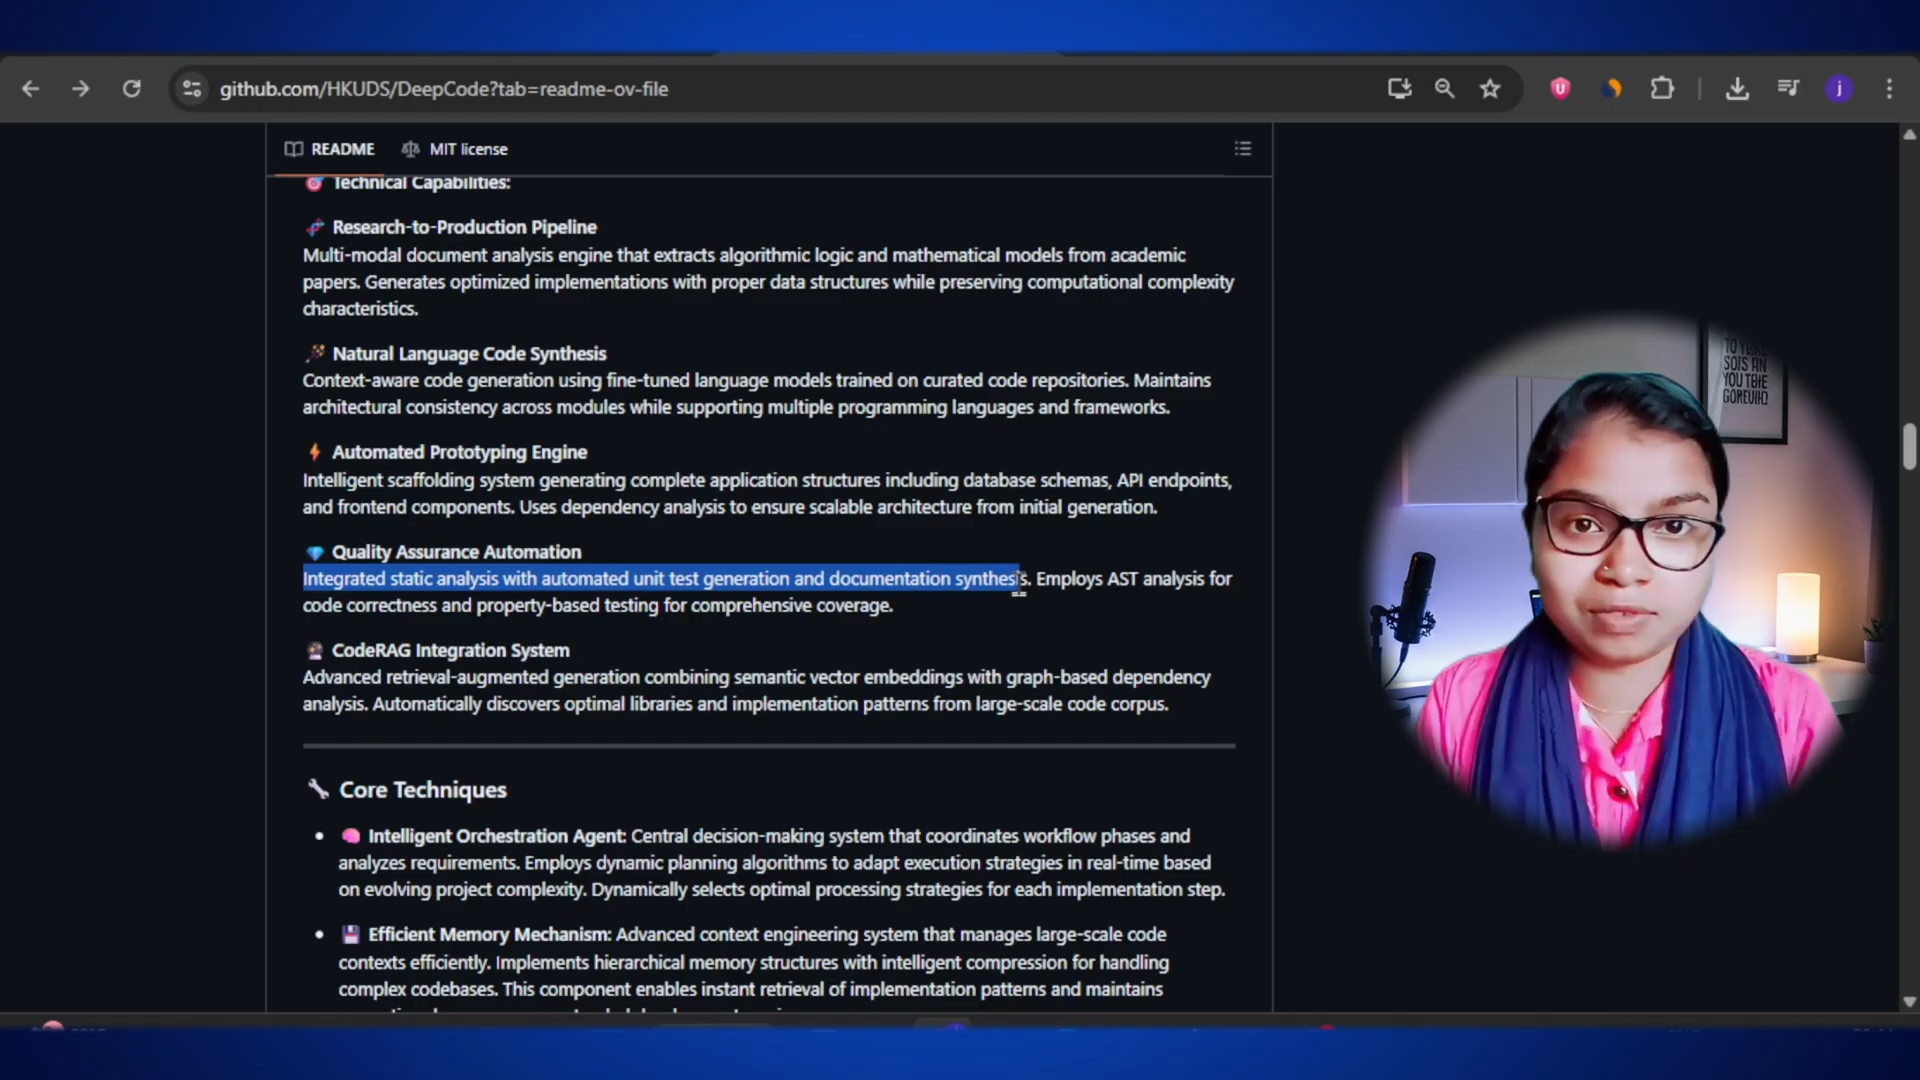 github.com/HKUDS/DeepCode?tab=readme-ov-file
j
README
MIT license
Technical Capabilities:
Research-to-Production Pipeline
Multi-modal document analysis engine that extracts algorithmic logic and mathematical models from academic
papers. Generates optimized implementations with proper data structures while preserving computational complexity
characteristics.
Natural Language Code Synthesis
Context-aware code generation using fine-tuned language models trained on curated code repositories. Maintains
architectural consistency across modules while supporting multiple programming languages and frameworks.
Automated Prototyping Engine
Intelligent scaffolding system generating complete application structures including database schemas, API endpoints,
and frontend components. Uses dependency analysis to ensure scalable architecture from initial generation.
Quality Assurance Automation
Integrated static analysis with automated unit test generation and documentation synthesis. Employs AST analysis for
code correctness and property-based testing for comprehensive coverage.
CodeRAG Integration System
Advanced retrieval-augmented generation combining semantic vector embeddings with graph-based dependency
analysis. Automatically discovers optimal libraries and implementation patterns from large-scale code corpus.
Core Techniques
• Intelligent Orchestration Agent: Central decision-making system that coordinates workflow phases and
analyzes requirements. Employs dynamic planning algorithms to adapt execution strategies in real-time based
on evolving project complexity. Dynamically selects optimal processing strategies for each implementation step.
• Efficient Memory Mechanism: Advanced context engineering system that manages large-scale code
contexts efficiently. Implements hierarchical memory structures with intelligent compression for handling
complex codebases. This component enables instant retrieval of implementation patterns and maintains